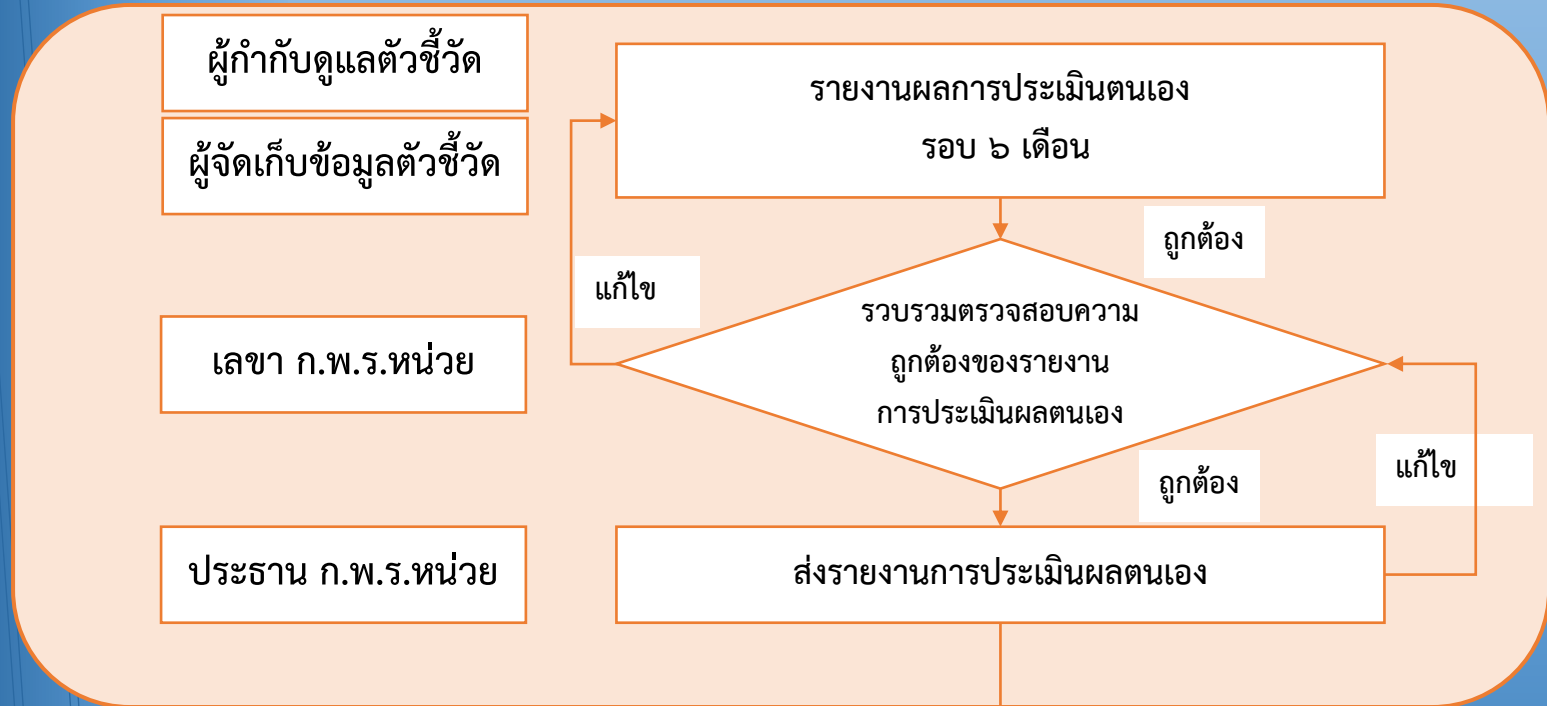 ผู้กำกับดูแลตัวชี้วัด
ผู้จัดเก็บข้อมูลตัวชี้วัด
รายงานผลการประเมินตนเอง
รอบ ๖ เดือน
ถูกต้อง
แก้ไข
เลขา ก.พ.ร.หน่วย
รวบรวมตรวจสอบความ
ถูกต้องของรายงาน
การประเมินผลตนเอง
ถูกต้อง
แก้ไข
ประธาน ก.พ.ร.หน่วย
ส่งรายงานการประเมินผลตนเอง